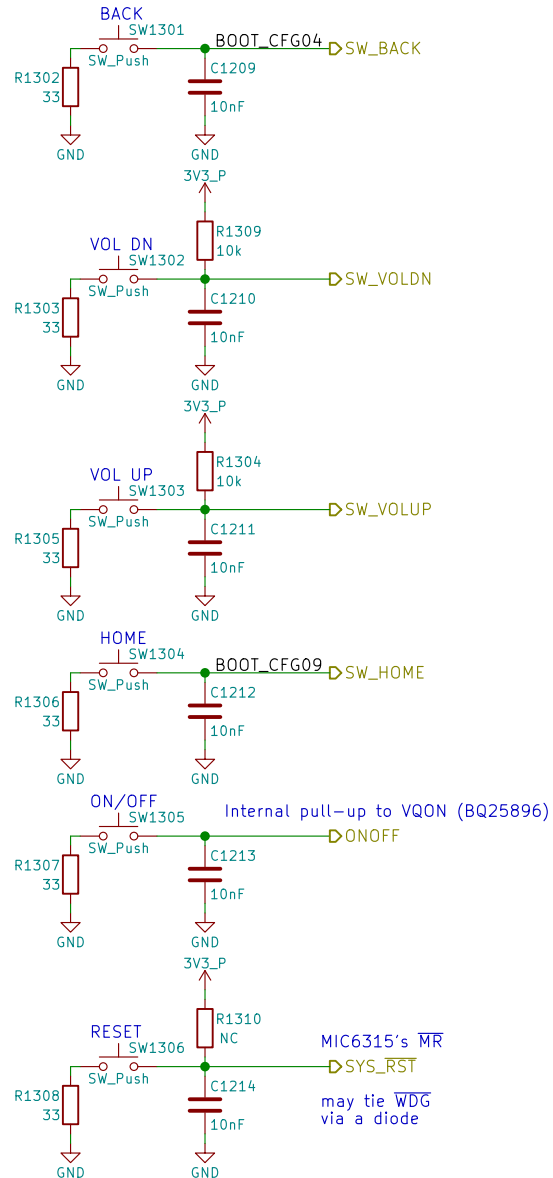 BACK
SW1301
BOOT_CFG04
SW_BACK
SW_Push
R1302
33
C1209
10nF
GND
GND
3V3_P
R1309
10k
VOL DN
SW1302
SW_VOLDN
SW_Push
R1303
33
C1210
10nF
GND
GND
3V3_P
R1304
10k
VOL UP
SW1303
SW_VOLUP
SW_Push
R1305
33
C1211
10nF
GND
GND
HOME
SW1304
BOOT_CFG09
SW_HOME
SW_Push
R1306
33
C1212
10nF
GND
GND
ON/OFF
SW1305
Internal pull-up to VQON (BQ25896)
ONOFF
SW_Push
R1307
33
C1213
10nF
GND
GND
3V3_P
R1310
NC
RESET
SW1306
MIC6315's MR
SYS_RST
SW_Push
R1308
33
C1214
10nF
may tie WDG
via a diode
GND
GND